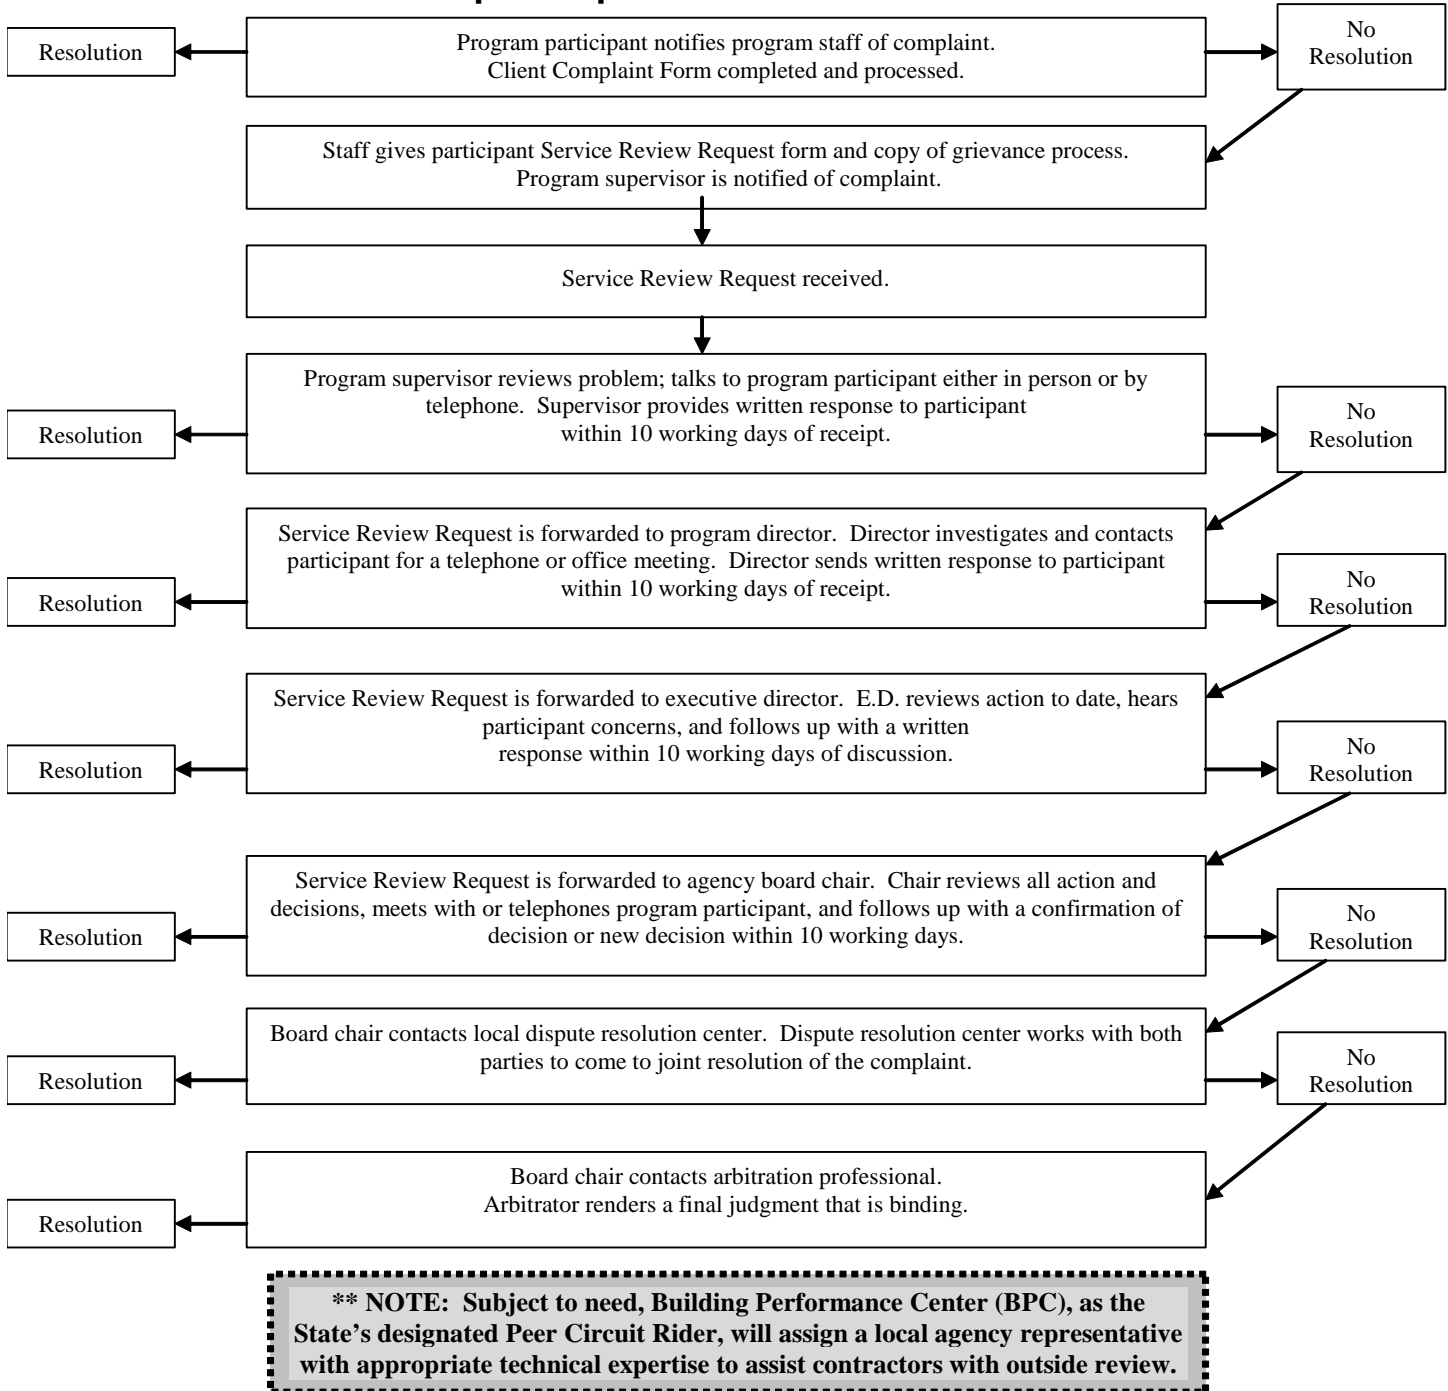 Program participant notifies program staff of complaint.
Client Complaint Form completed and processed.
Resolution
No
Resolution
Staff gives participant Service Review Request form and copy of grievance process.
Program supervisor is notified of complaint.
Service Review Request received.
Program supervisor reviews problem; talks to program participant either in person or by
telephone. Supervisor provides written response to participant
within 10 working days of receipt.
Resolution
No
Resolution
Service Review Request is forwarded to program director. Director investigates and contacts
participant for a telephone or office meeting. Director sends written response to participant
within 10 working days of receipt.
Resolution
No
Resolution
Service Review Request is forwarded to executive director. E.D. reviews action to date, hears
participant concerns, and follows up with a written
response within 10 working days of discussion.
Resolution
No
Resolution
Service Review Request is forwarded to agency board chair. Chair reviews all action and
decisions, meets with or telephones program participant, and follows up with a confirmation of
decision or new decision within 10 working days.
Resolution
No
Resolution
Board chair contacts local dispute resolution center. Dispute resolution center works with both
parties to come to joint resolution of the complaint.
Resolution
No
Resolution
Board chair contacts arbitration professional.
Arbitrator renders a final judgment that is binding.
Resolution
** NOTE: Subject to need, Building Performance Center (BPC), as the
State’s designated Peer Circuit Rider, will assign a local agency representative
with appropriate technical expertise to assist contractors with outside review.